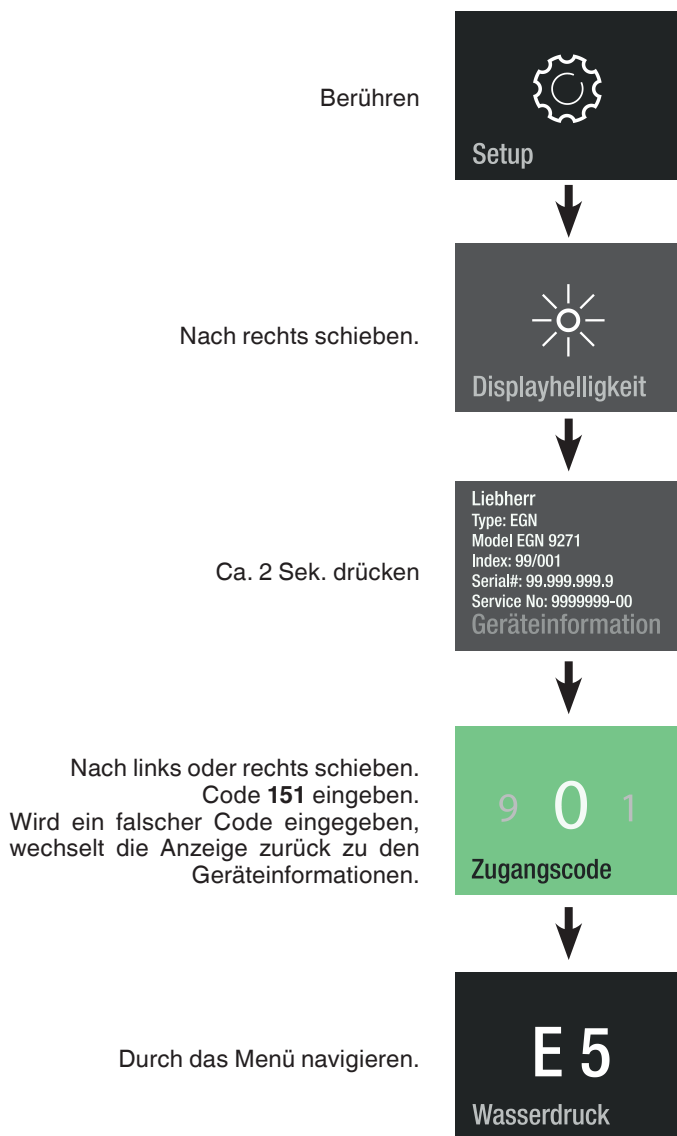 Berühren
Setup
Nach rechts schieben.
Displayhelligkeit
Ca. 2 Sek. drücken
Liebherr
Type: EGN
Model EGN 9271
Index: 99/001
Serial#: 99.999.999.9
Service No: 9999999-00
Geräteinformation
Nach links oder rechts schieben.
Code 151 eingeben.
Wird ein falscher Code eingegeben,
wechselt die Anzeige zurück zu den
Geräteinformationen.
9 0 1
Zugangscode
Durch das Menü navigieren.
E 5
Wasserdruck